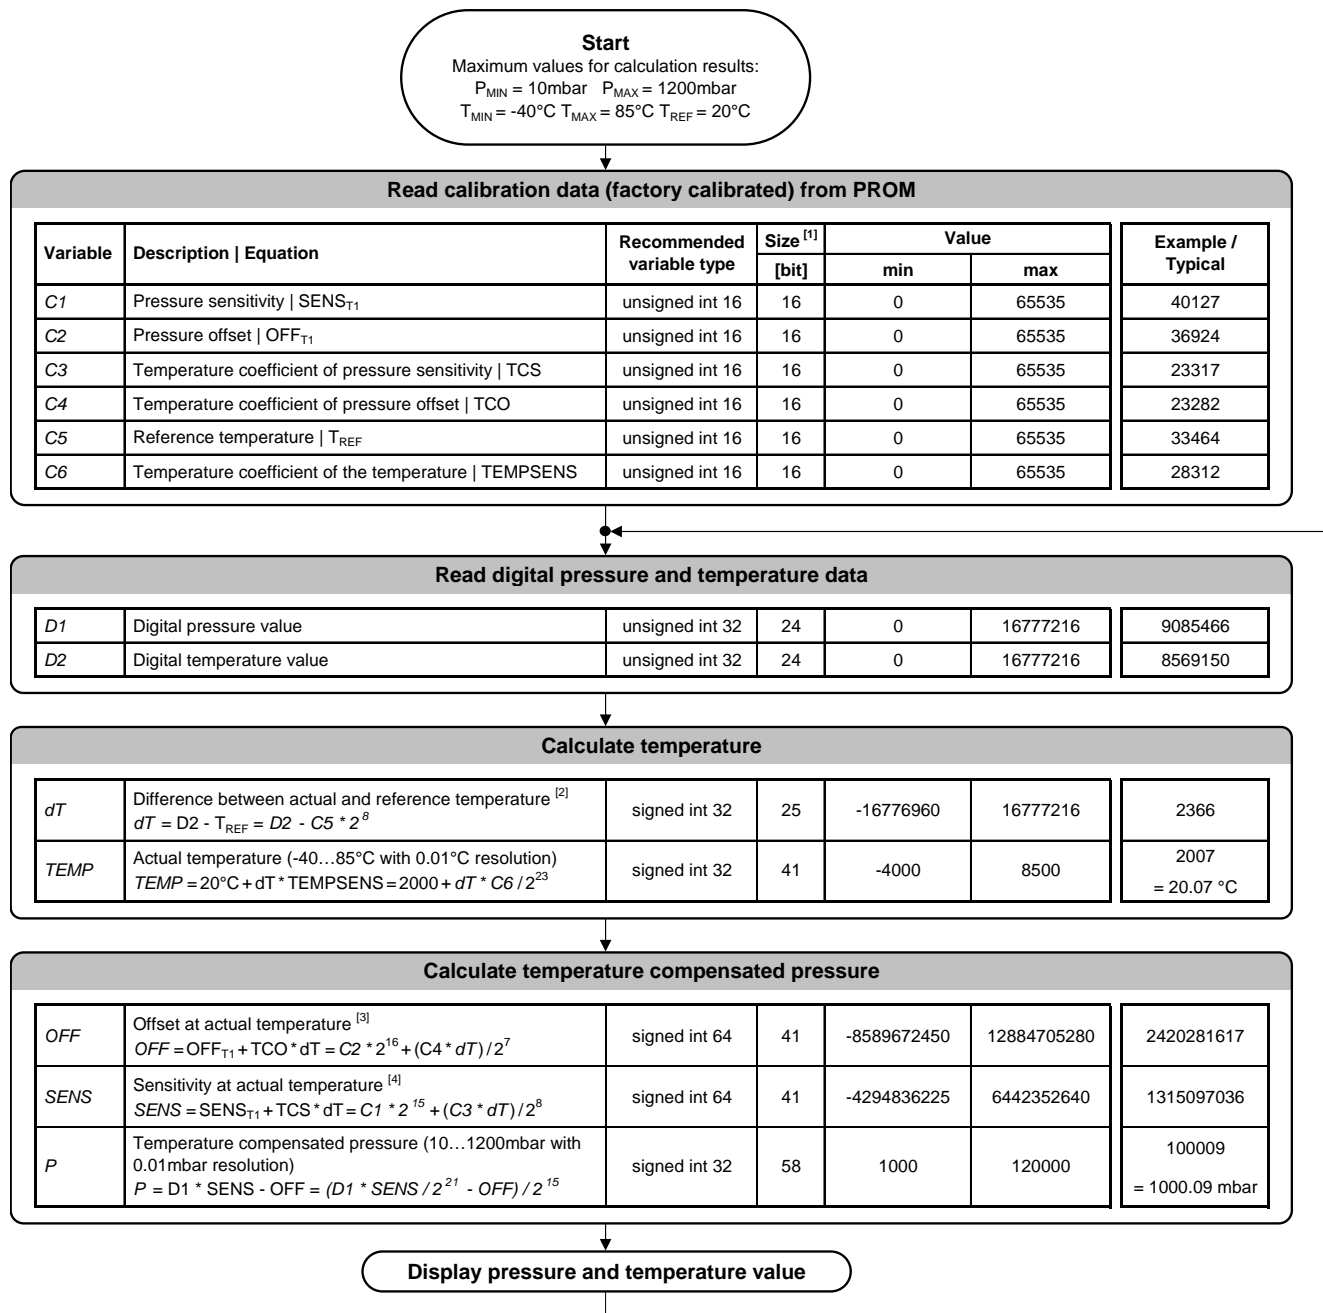 Start
Maximum values for calculation results:
P_MIN = 10mbar P_MAX = 1200mbar
T_MIN = -40°C T_MAX = 85°C T_REF = 20°C
Read calibration data (factory calibrated) from PROM
Variable Description | Equation Recommended variable type Size [1] [bit] Value min max Example / Typical
C1 Pressure sensitivity | SENS_T1 unsigned int 16 16 0 65535 40127
C2 Pressure offset | OFF_T1 unsigned int 16 16 0 65535 36924
C3 Temperature coefficient of pressure sensitivity | TCS unsigned int 16 16 0 65535 23317
C4 Temperature coefficient of pressure offset | TCO unsigned int 16 16 0 65535 23282
C5 Reference temperature | T_REF unsigned int 16 16 0 65535 33464
C6 Temperature coefficient of the temperature | TEMPSENS unsigned int 16 16 0 65535 28312
Read digital pressure and temperature data
D1 Digital pressure value unsigned int 32 24 0 16777216 9085466
D2 Digital temperature value unsigned int 32 24 0 16777216 8569150
Calculate temperature
dT Difference between actual and reference temperature [2]
dT = D2 - T_REF = D2 - C5 * 2^8
signed int 32 25 -16776960 16777216 2366
TEMP Actual temperature (-40…85°C with 0.01°C resolution)
TEMP = 20°C + dT * TEMPSENS = 2000 + dT * C6 / 2^23
signed int 32 41 -4000 8500 2007
= 20.07 °C
Calculate temperature compensated pressure
OFF Offset at actual temperature [3]
OFF = OFF_T1 + TCO * dT = C2 * 2^16 + (C4 * dT) / 2^7
signed int 64 41 -8589672450 12884705280 2420281617
SENS Sensitivity at actual temperature [4]
SENS = SENS_T1 + TCS * dT = C1 * 2^15 + (C3 * dT) / 2^8
signed int 64 41 -4294836225 6442352640 1315097036
P Temperature compensated pressure (10…1200mbar with
0.01mbar resolution)
P = D1 * SENS - OFF = (D1 * SENS / 2^21 - OFF) / 2^15
signed int 32 58 1000 120000 100009
= 1000.09 mbar
Display pressure and temperature value